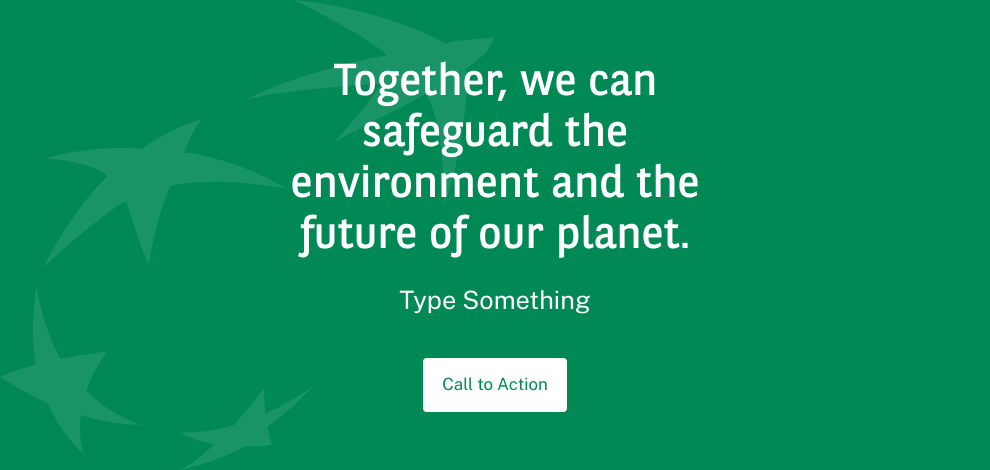 Together, we can
safeguard the
environment and the
future of our planet.
Type Something
Call to Action